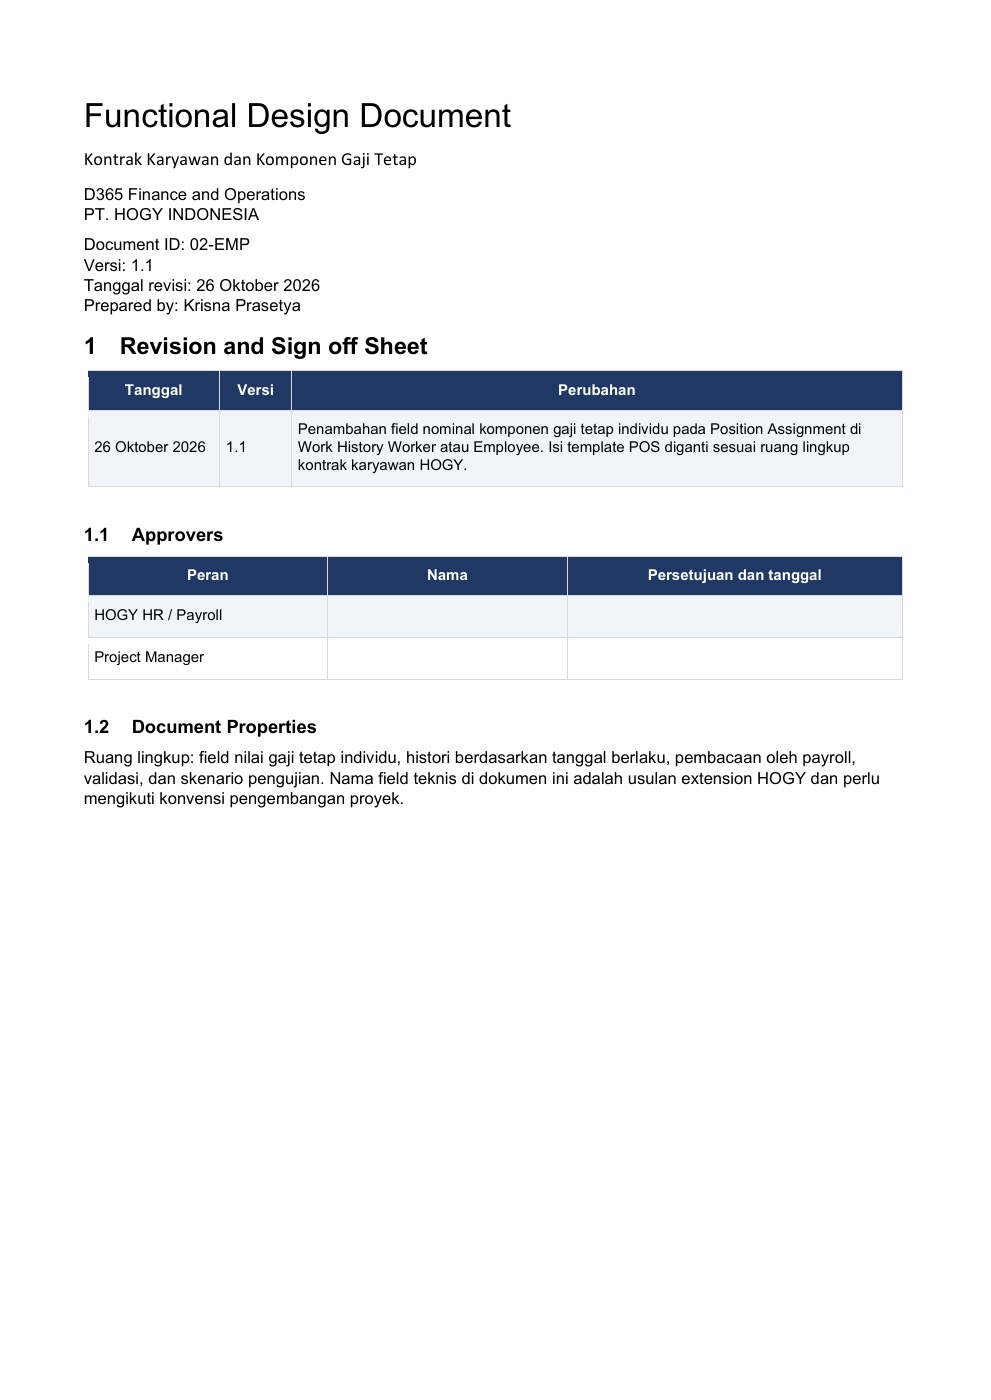 Functional Design Document
Kontrak Karyawan dan Komponen Gaji Tetap
D365 Finance and Operations
PT. HOGY INDONESIA
Document ID: 02-EMP
Versi: 1.1
Tanggal revisi: 26 Oktober 2026
Prepared by: Krisna Prasetya
1 Revision and Sign off Sheet
Tanggal Versi Perubahan
26 Oktober 2026 1.1 Penambahan field nominal komponen gaji tetap individu pada Position Assignment di
Work History Worker atau Employee. Isi template POS diganti sesuai ruang lingkup
kontrak karyawan HOGY.
1.1 Approvers
Peran Nama Persetujuan dan tanggal
HOGY HR / Payroll
Project Manager
1.2 Document Properties
Ruang lingkup: field nilai gaji tetap individu, histori berdasarkan tanggal berlaku, pembacaan oleh payroll,
validasi, dan skenario pengujian. Nama field teknis di dokumen ini adalah usulan extension HOGY dan perlu
mengikuti konvensi pengembangan proyek.